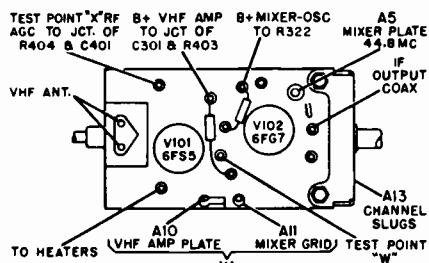 TEST POINT "X" RF
AGC TO JCT. OF
R404 & C401
B+ VHF AMP
TO JCT OF
C301 & R403
B+ MIXER-OSC
TO R322
A5
MIXER PLATE
44.8MC
IF
OUTPUT
COAX
VHF ANT.
V101
6FS5
V102
6FG7
A13
CHANNEL
SLUGS
TO HEATERS
A10
VHF AMP PLATE
A11
MIXER GRID
TEST POINT
"W"